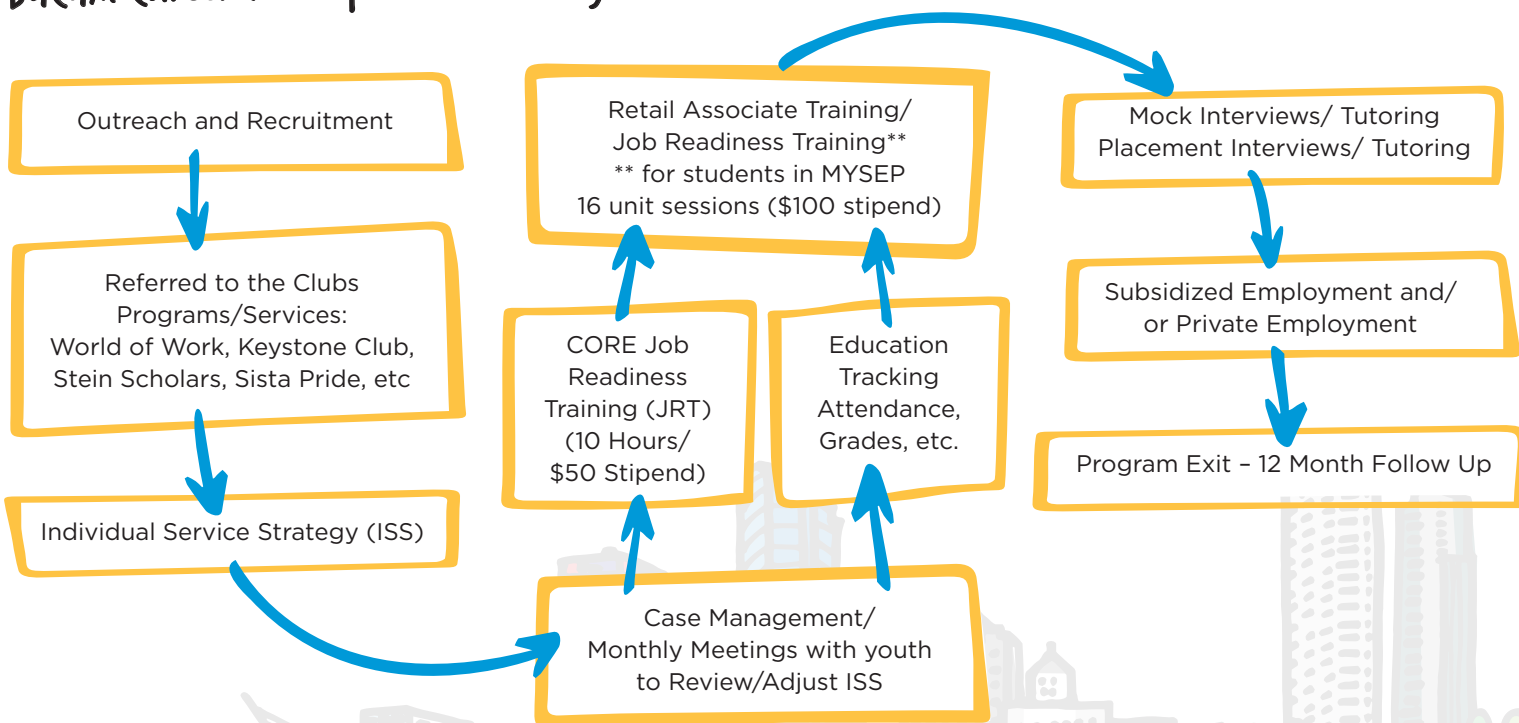 Outreach and Recruitment
Referred to the Clubs
Programs/Services:
World of Work, Keystone Club,
Stein Scholars, Sista Pride, etc
Individual Service Strategy (ISS)
Case Management/
Monthly Meetings with youth
to Review/Adjust ISS
CORE Job
Readiness
Training (JRT)
(10 Hours/
$50 Stipend)
Education
Tracking
Attendance,
Grades, etc.
Retail Associate Training/
Job Readiness Training**
** for students in MYSEP
16 unit sessions ($100 stipend)
Mock Interviews/ Tutoring
Placement Interviews/ Tutoring
Subsidized Employment and/
or Private Employment
Program Exit – 12 Month Follow Up